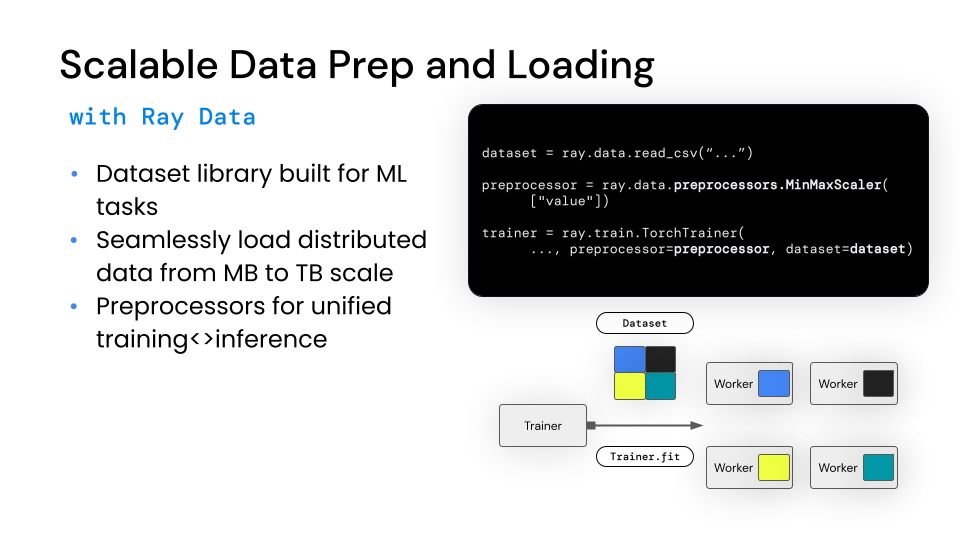 Scalable Data Prep and Loading
with Ray Data
• Dataset library built for ML
tasks
• Seamlessly load distributed
data from MB to TB scale
• Preprocessors for unified
training<>inference
dataset = ray.data.read_csv(“...”)
preprocessor = ray.data.preprocessors.MinMaxScaler(
["value"])
trainer = ray.train.TorchTrainer(
..., preprocessor=preprocessor, dataset=dataset)
Dataset
Worker
Worker
Trainer
Trainer.fit
Worker
Worker